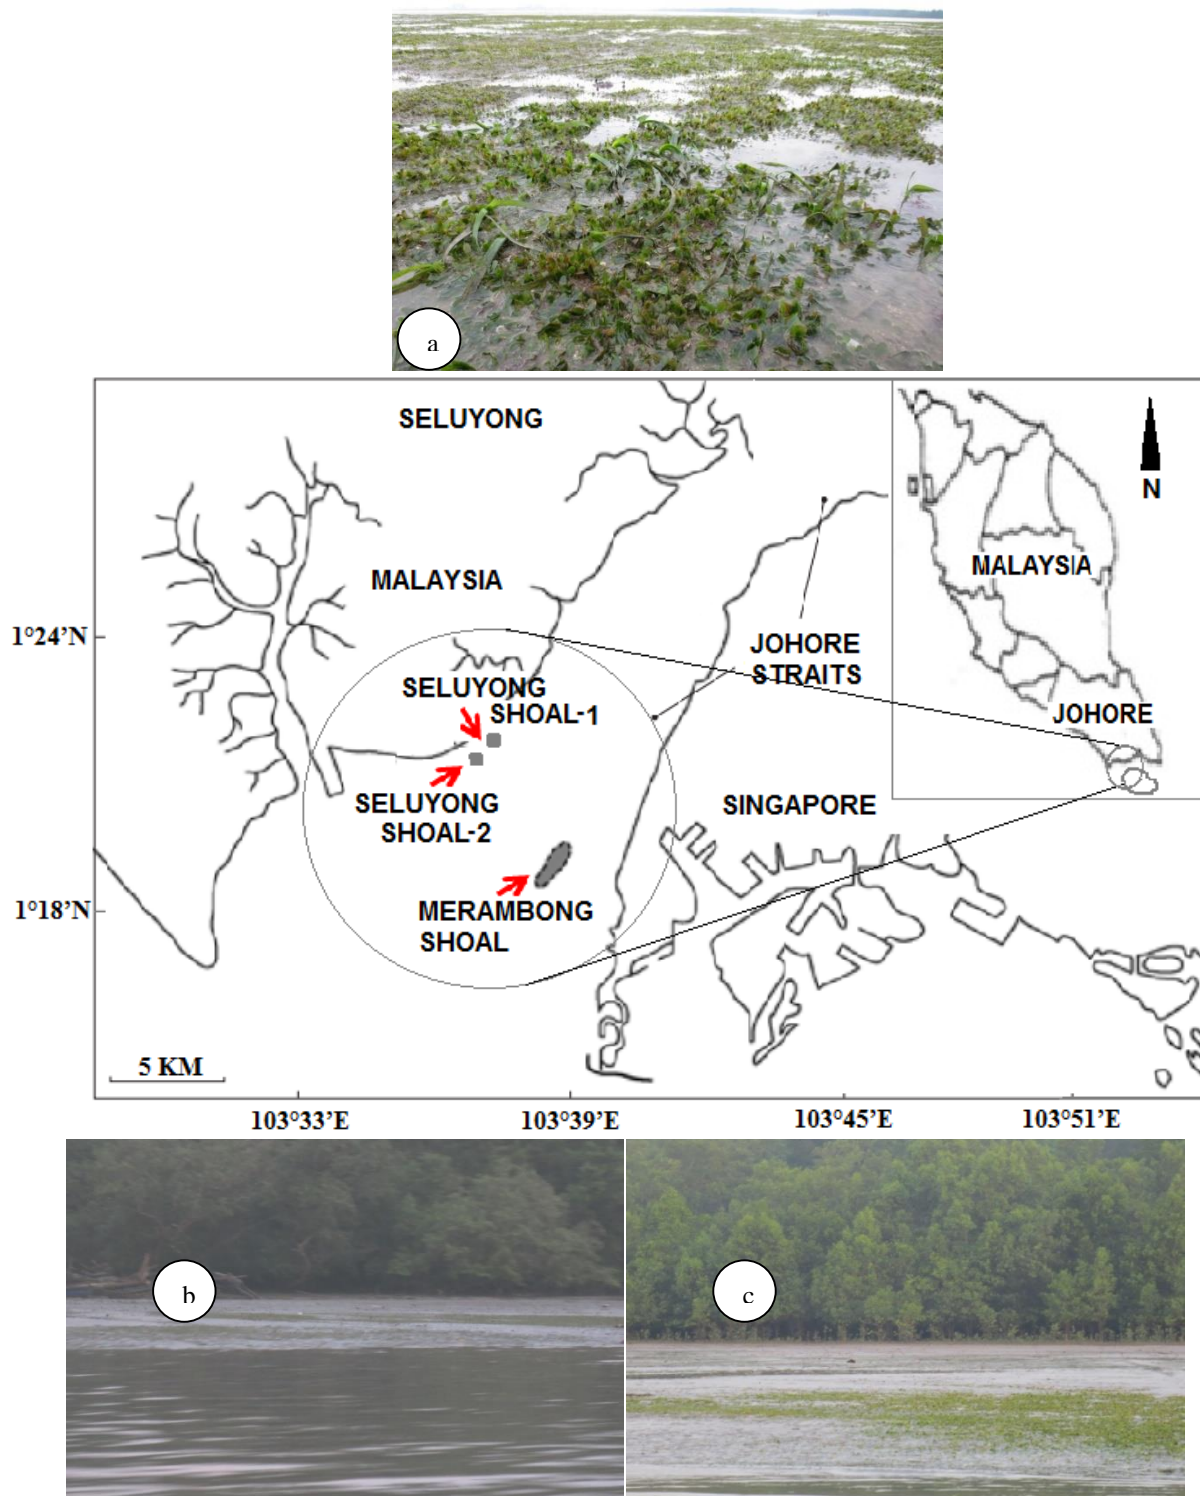 a
SELUYONG
N
MALAYSIA
MALAYSIA
1°24’N
JOHORE
STRAITS
SELUYONG
SHOAL-1
JOHORE
SELUYONG
SHOAL-2
SINGAPORE
1°18’N
MERAMBONG
SHOAL
5 KM
103°33’E
103°39’E
103°45’E
103°51’E
b
c